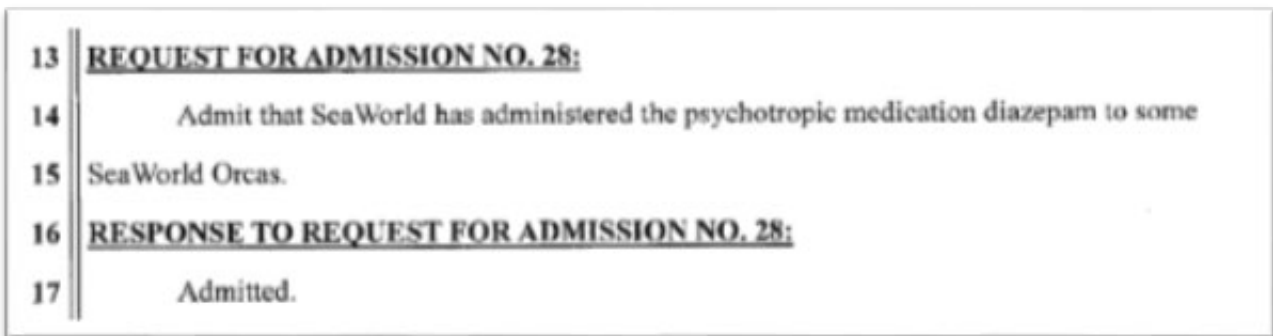 13 REQUEST FOR ADMISSION NO. 28:
14 Admit that SeaWorld has administered the psychotropic medication diazepam to some
15 SeaWorld Orcas.
16 RESPONSE TO REQUEST FOR ADMISSION NO. 28:
17 Admitted.